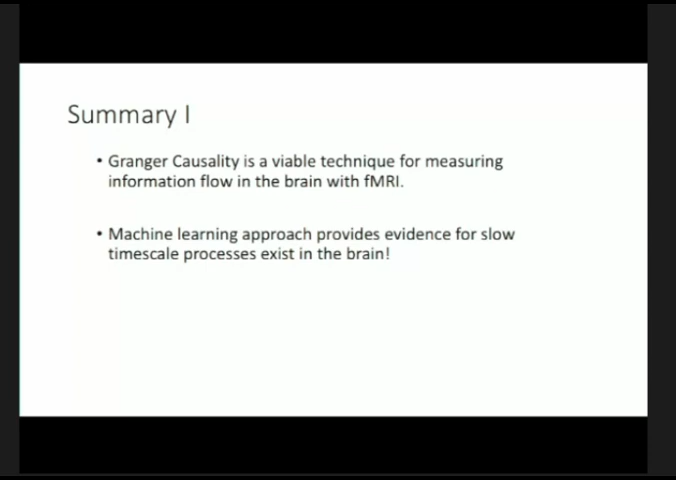 Summary I
• Granger Causality is a viable technique for measuring
information flow in the brain with fMRI.
• Machine learning approach provides evidence for slow
timescale processes exist in the brain!